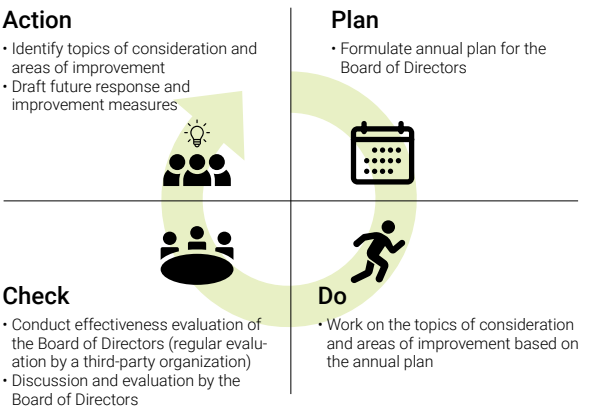 Action
• Identify topics of consideration and
areas of improvement
• Draft future response and
improvement measures
Plan
• Formulate annual plan for the
Board of Directors
Check
• Conduct effectiveness evaluation of
the Board of Directors (regular evalu-
ation by a third-party organization)
• Discussion and evaluation by the
Board of Directors
Do
• Work on the topics of consideration
and areas of improvement based on
the annual plan